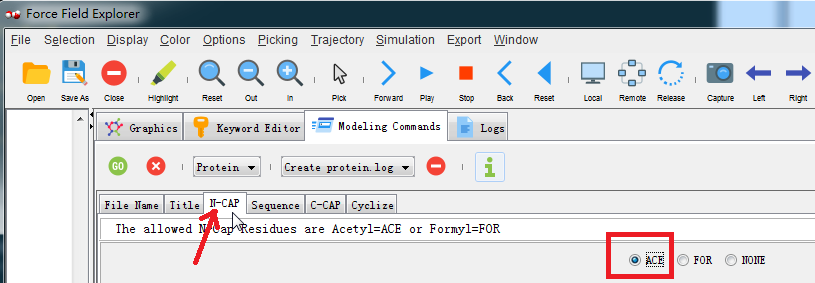 Force Field Explorer
File Selection Display Color Options Picking Trajectory Simulation Export Window
Open Save As Close Highlight Reset Out In Pick Forward Play Stop Back Reset Local Remote Release Capture Left Right
Graphics Keyword Editor Modeling Commands Logs
GO Protein Create protein.log
File Name Title N-CAP Sequence C-CAP Cyclize
The allowed N-Cap Residues are Acetyl=ACE or Formyl=FOR
ACE FOR NONE